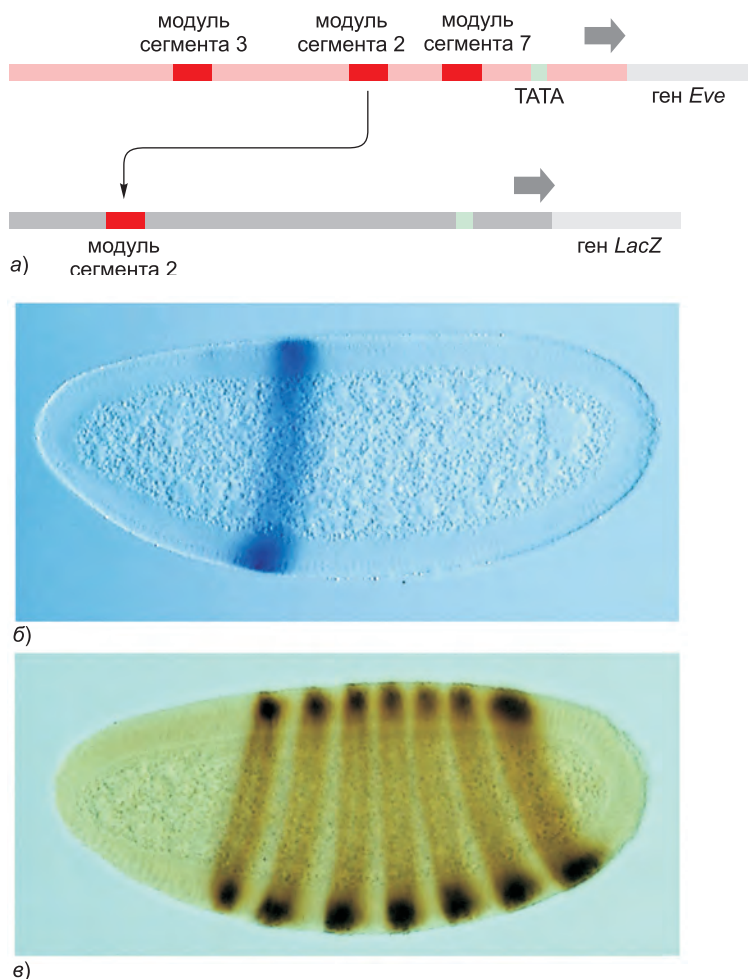 модуль
сегмента 3
модуль
сегмента 2
модуль
сегмента 7
TATA
ген Eve
модуль
сегмента 2
ген LacZ
а)
б)
в)